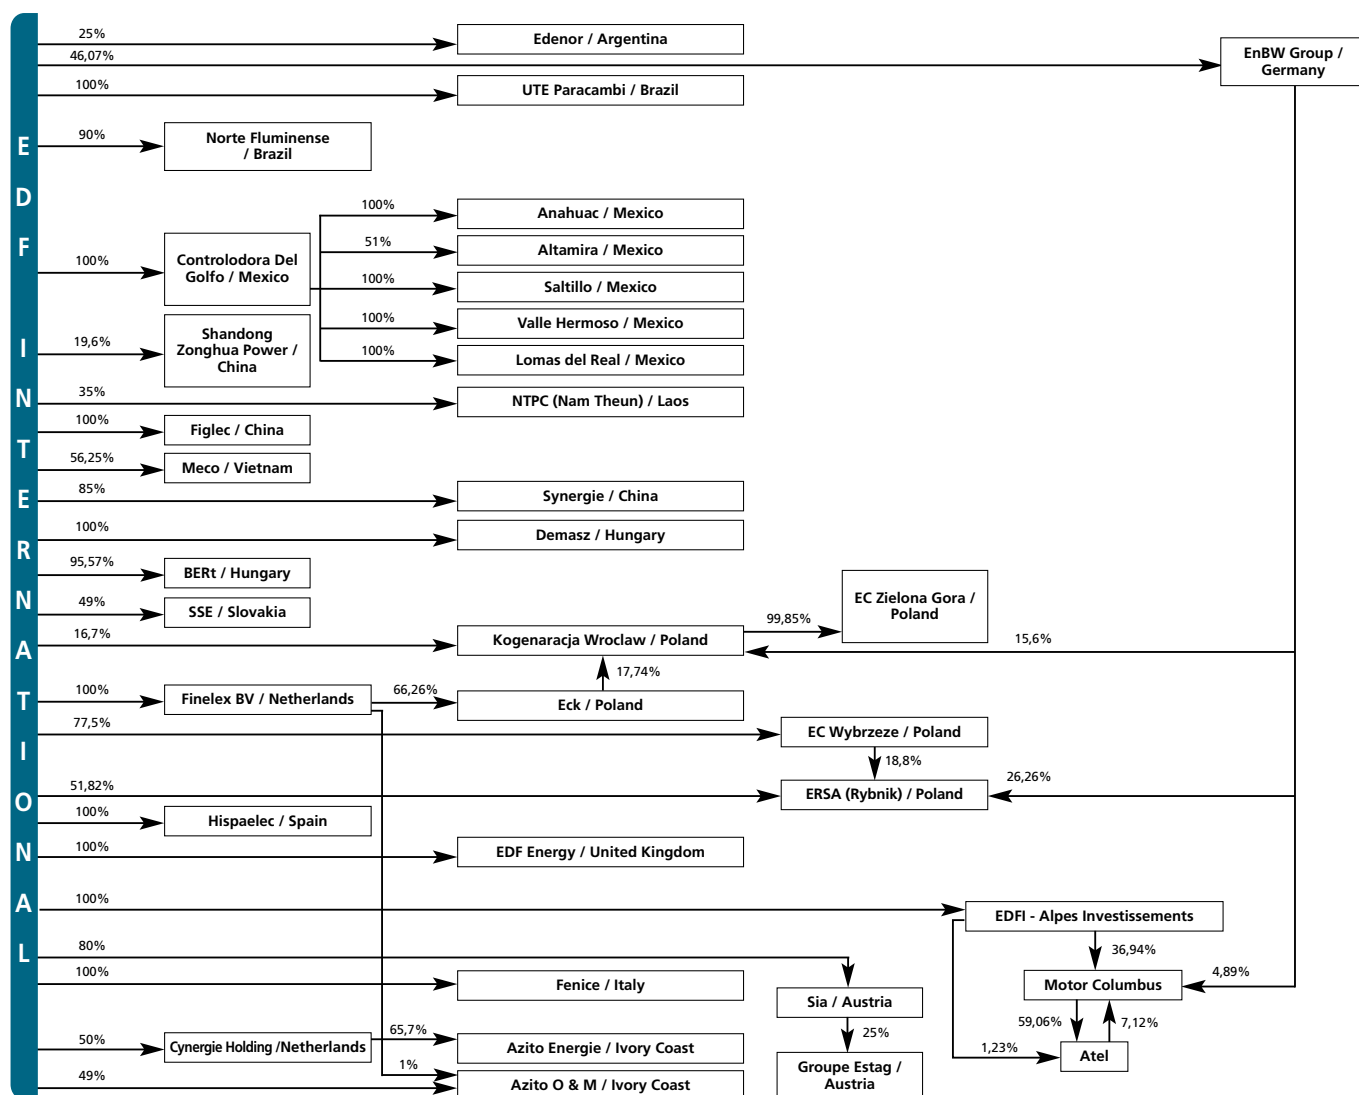 EDF INTERNATIONAL
25%
Edenor / Argentina
46,07%
EnBW Group /
Germany
100%
UTE Paracambi / Brazil
90%
Norte Fluminense
/ Brazil
100%
Controlodora Del
Golfo / Mexico
100%
Anahuac / Mexico
51%
Altamira / Mexico
100%
Saltillo / Mexico
100%
Valle Hermoso / Mexico
100%
Lomas del Real / Mexico
19,6%
Shandong
Zonghua Power /
China
35%
NTPC (Nam Theun) / Laos
100%
Figlec / China
56,25%
Meco / Vietnam
85%
Synergie / China
100%
Demasz / Hungary
95,57%
BERt / Hungary
49%
SSE / Slovakia
16,7%
Kogenaracja Wroclaw / Poland
99,85%
EC Zielona Gora /
Poland
15,6%
17,74%
100%
Finelex BV / Netherlands
66,26%
Eck / Poland
77,5%
EC Wybrzeze / Poland
18,8%
51,82%
ERSA (Rybnik) / Poland
26,26%
100%
Hispaelec / Spain
100%
EDF Energy / United Kingdom
100%
EDFI - Alpes Investissements
36,94%
80%
100%
Fenice / Italy
Sia / Austria
Motor Columbus
4,89%
25%
59,06%
7,12%
50%
Cynergie Holding /Netherlands
65,7%
Azito Energie / Ivory Coast
1,23%
Atel
Groupe Estag /
Austria
1%
49%
Azito O & M / Ivory Coast